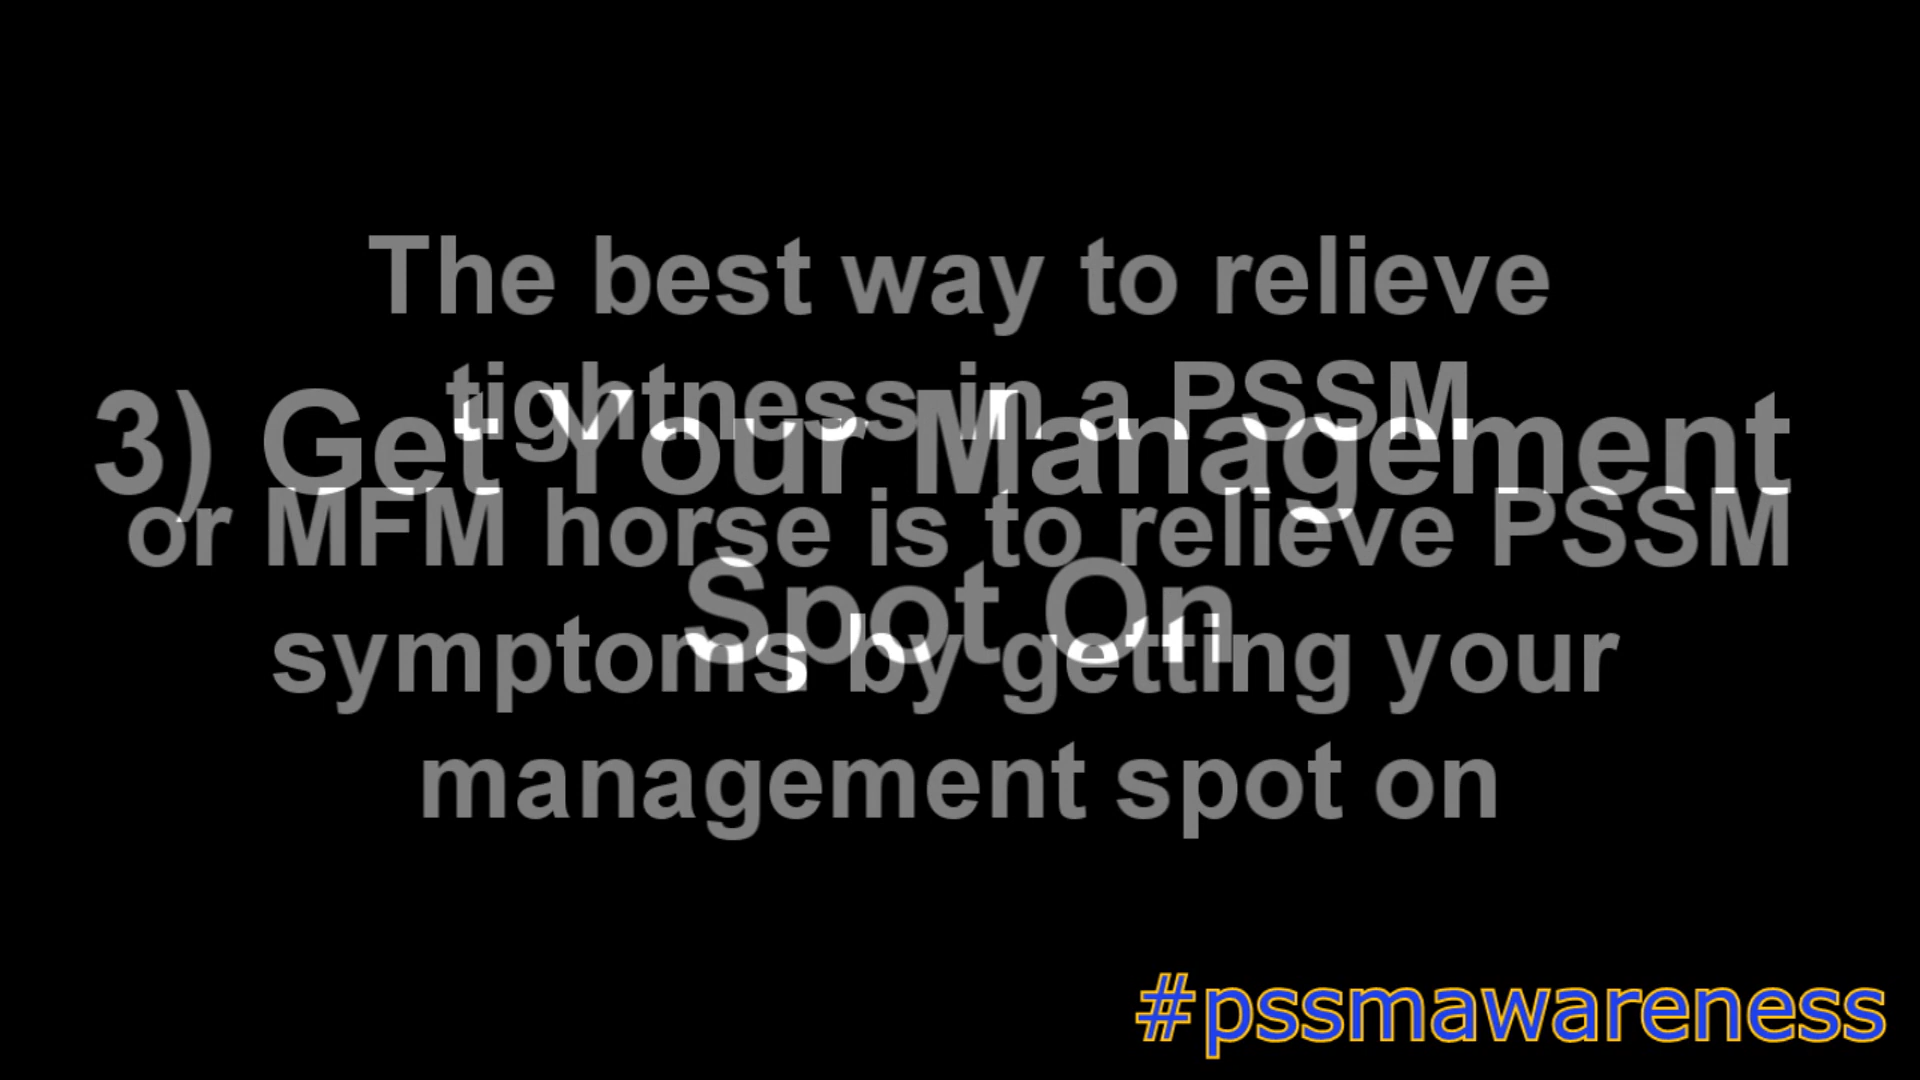 The best way to relieve
tightness in a PSSM
3) Get Your Management
or MFM horse is to relieve PSSM
Spot On
symptoms by getting your
management spot on
#pssmawareness